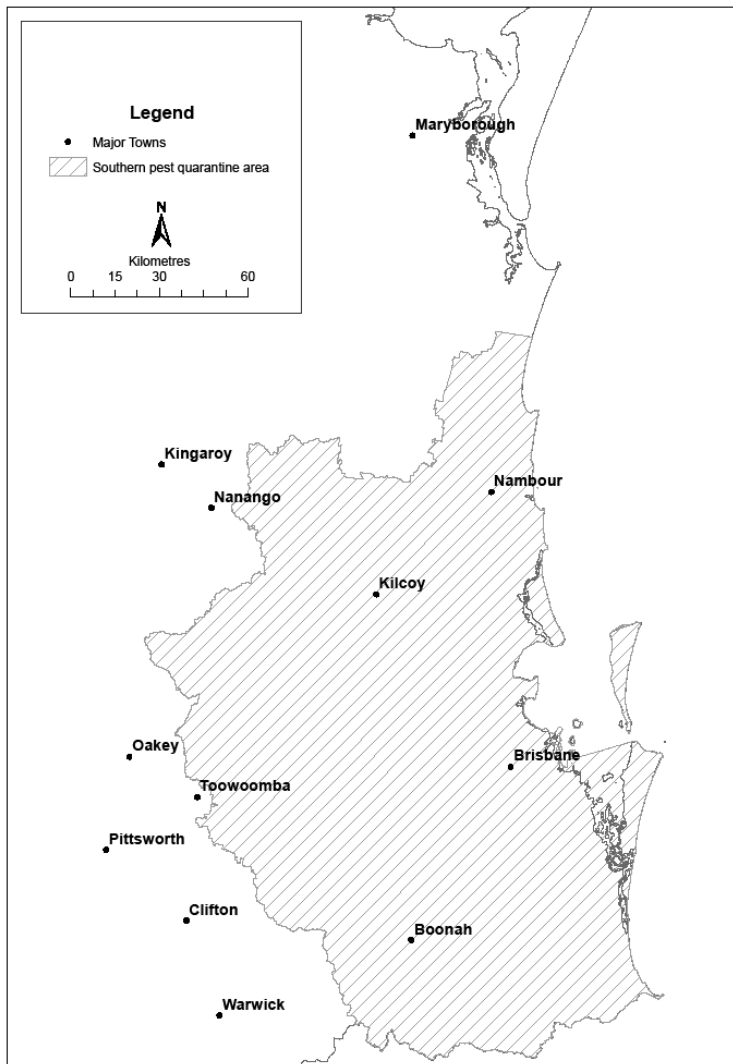 Legend
Major Towns
Southern pest quarantine area
N
Kilometres
0 15 30 60
Maryborough
Kingaroy
Nanango
Nambour
Kilcoy
Oakey
Brisbane
Toowoomba
Pittsworth
Clifton
Boonah
Warwick